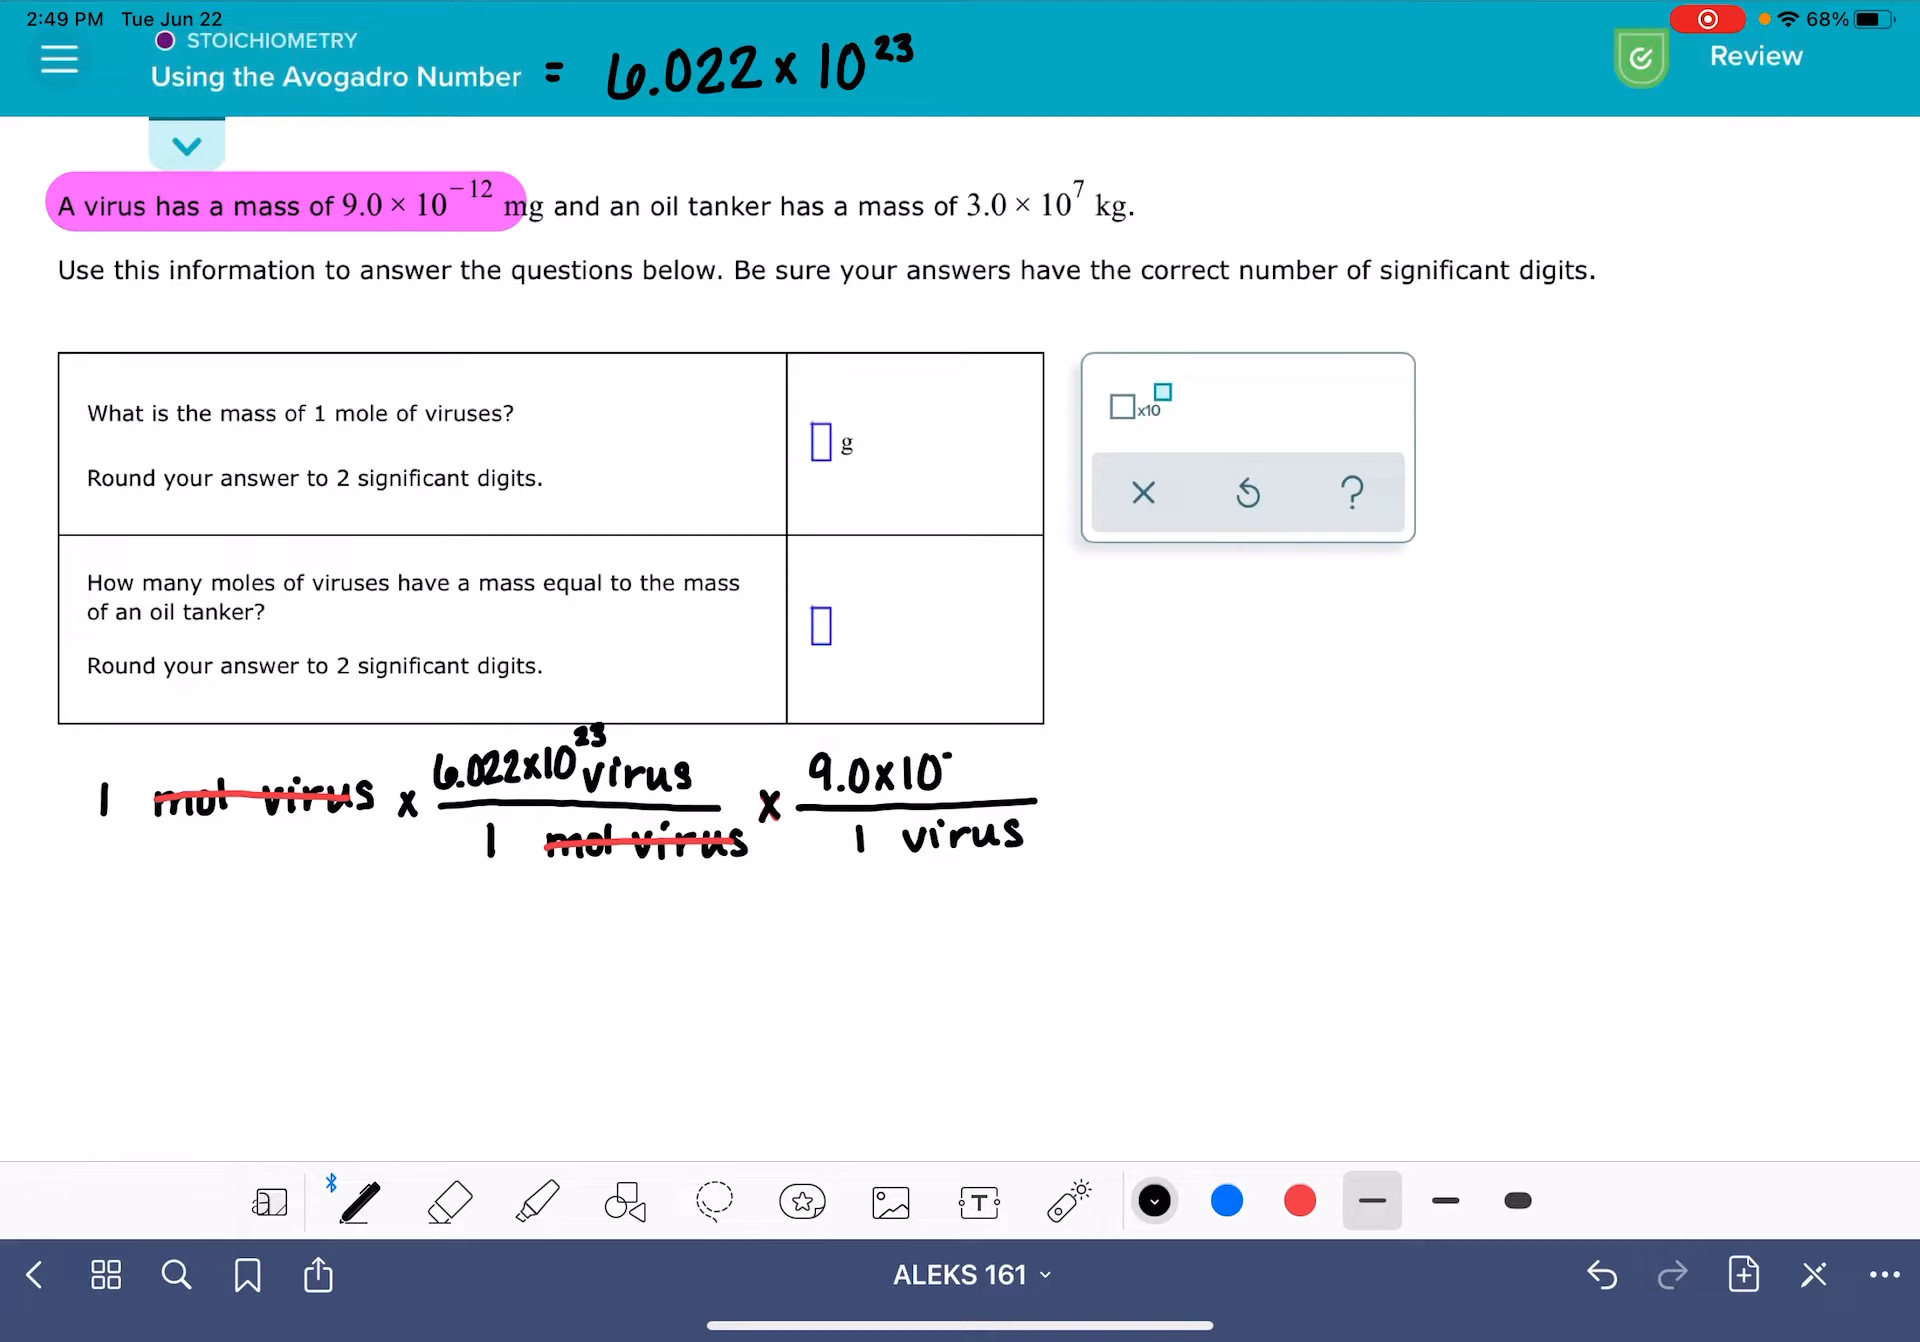 2:49 PM Tue Jun 22
68%
STOICHIOMETRY
Using the Avogadro Number = 6.022 x 10^23
Review
A virus has a mass of 9.0 × 10^−12 mg and an oil tanker has a mass of 3.0 × 10^7 kg.
Use this information to answer the questions below. Be sure your answers have the correct number of significant digits.
What is the mass of 1 mole of viruses?
Round your answer to 2 significant digits.
g
x10
?
How many moles of viruses have a mass equal to the mass
of an oil tanker?
Round your answer to 2 significant digits.
1 mol virus x 6.022x10^23 virus / 1 mol virus x 9.0x10^- / 1 virus
a
T
ALEKS 161